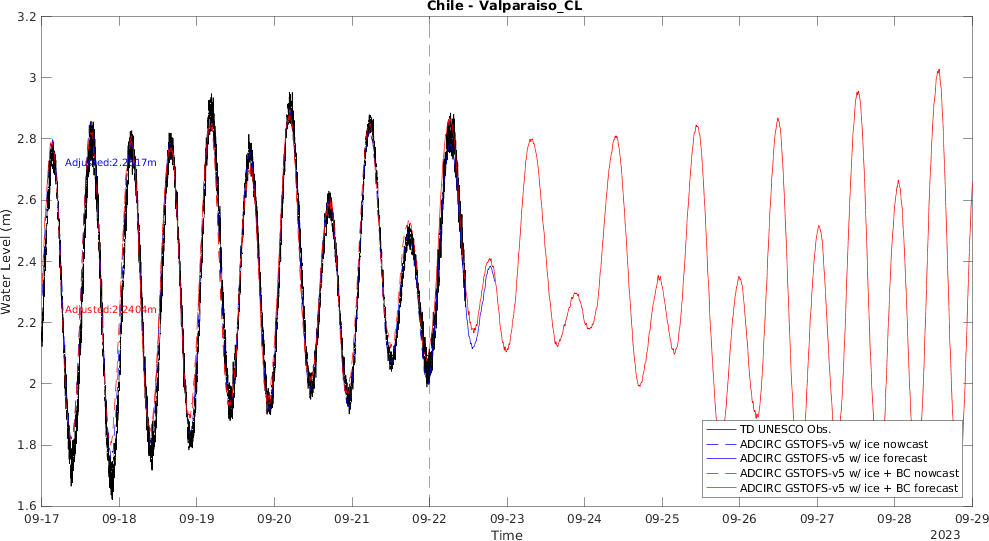 Chile - Valparaiso_CL
3.2
3
2.8
2.6
2.4
2.2
2
1.8
1.6
Water Level (m)
Adjusted:2.2404m
TD UNESCO Obs.
ADCIRC GSTOFS-v5 w/ ice nowcast
ADCIRC GSTOFS-v5 w/ ice forecast
ADCIRC GSTOFS-v5 w/ ice + BC nowcast
ADCIRC GSTOFS-v5 w/ ice + BC forecast
09-17 09-18 09-19 09-20 09-21 09-22 09-23 09-24 09-25 09-26 09-27 09-28 09-29
Time
2023